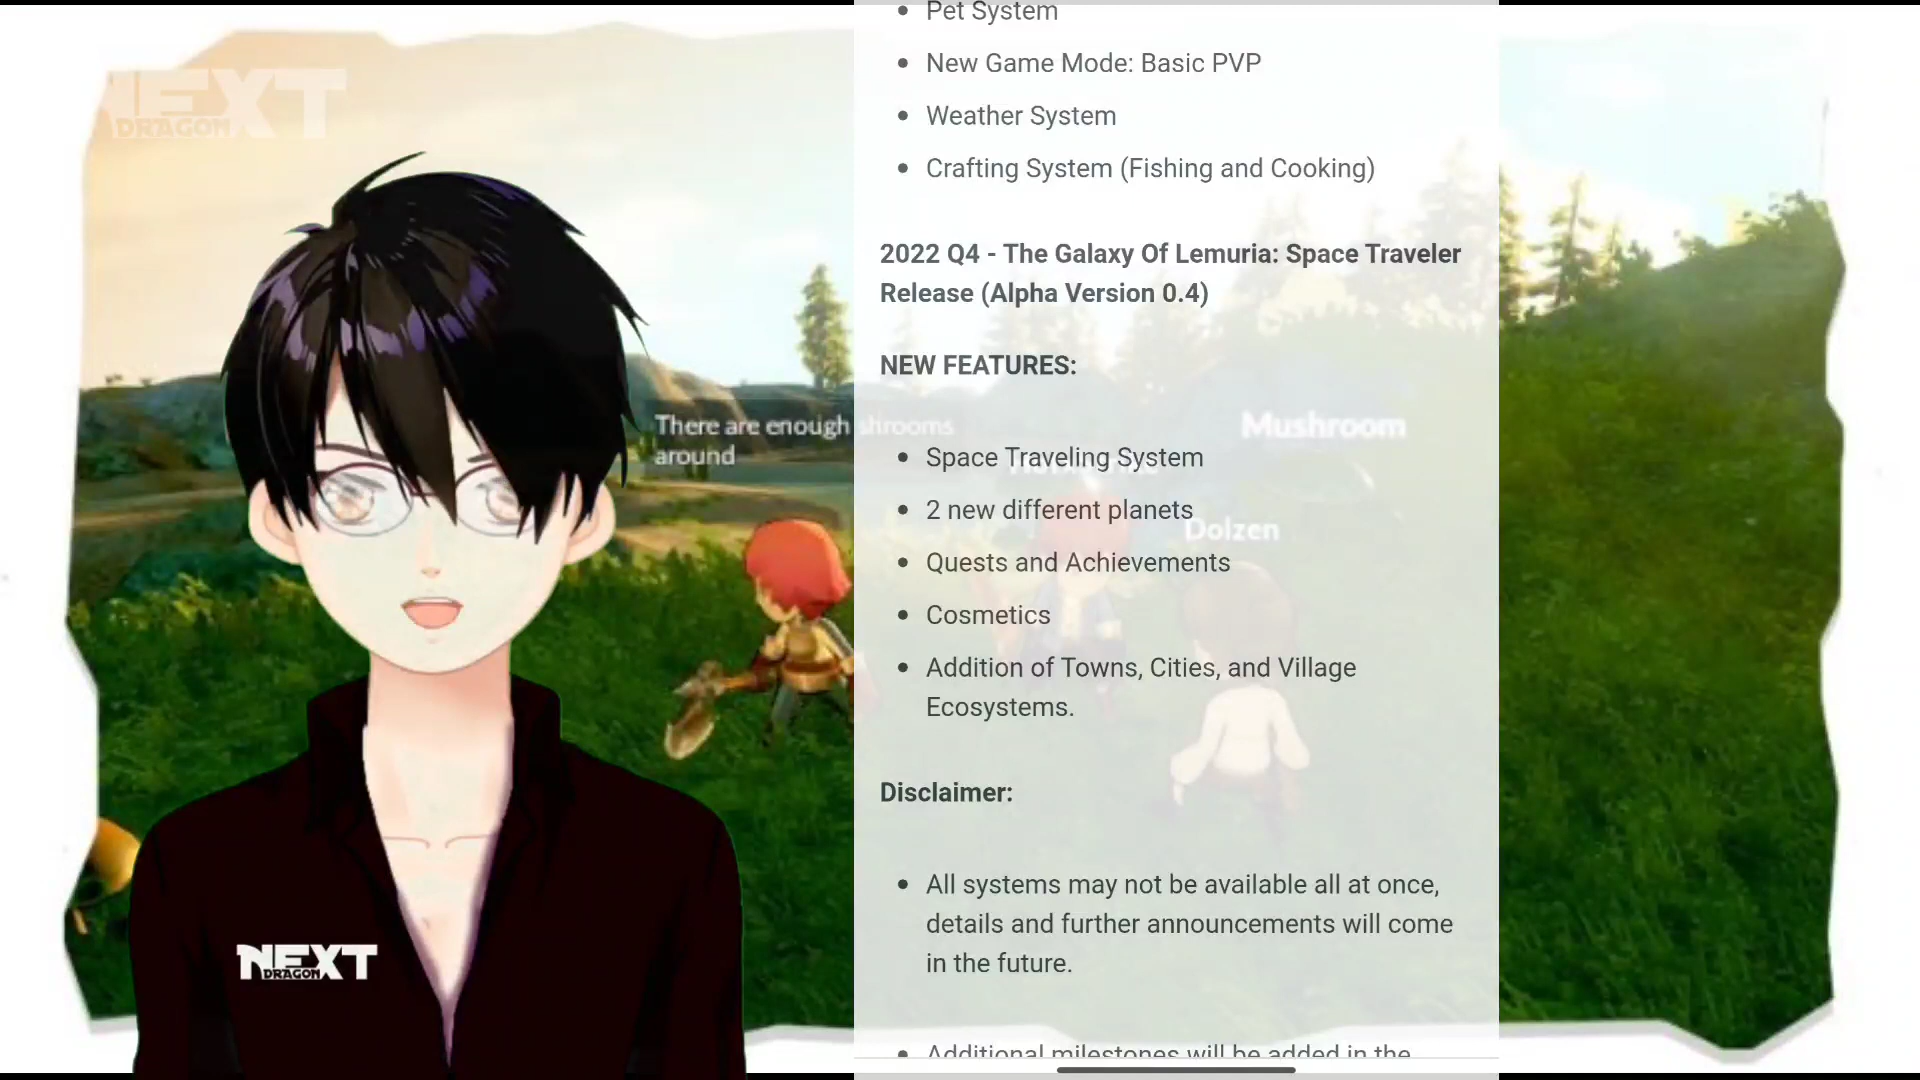 NEXT
DRAGON
Pet System
New Game Mode: Basic PVP
Weather System
Crafting System (Fishing and Cooking)
2022 Q4 - The Galaxy Of Lemuria: Space Traveler
Release (Alpha Version 0.4)
NEW FEATURES:
There are enough shrooms
around
Mushroom
Space Traveling System
2 new different planets
Dolzen
Quests and Achievements
Cosmetics
Addition of Towns, Cities, and Village
Ecosystems.
Disclaimer:
All systems may not be available all at once,
details and further announcements will come
in the future.
NEXT
DRAGON
Additional milestones will be added in the